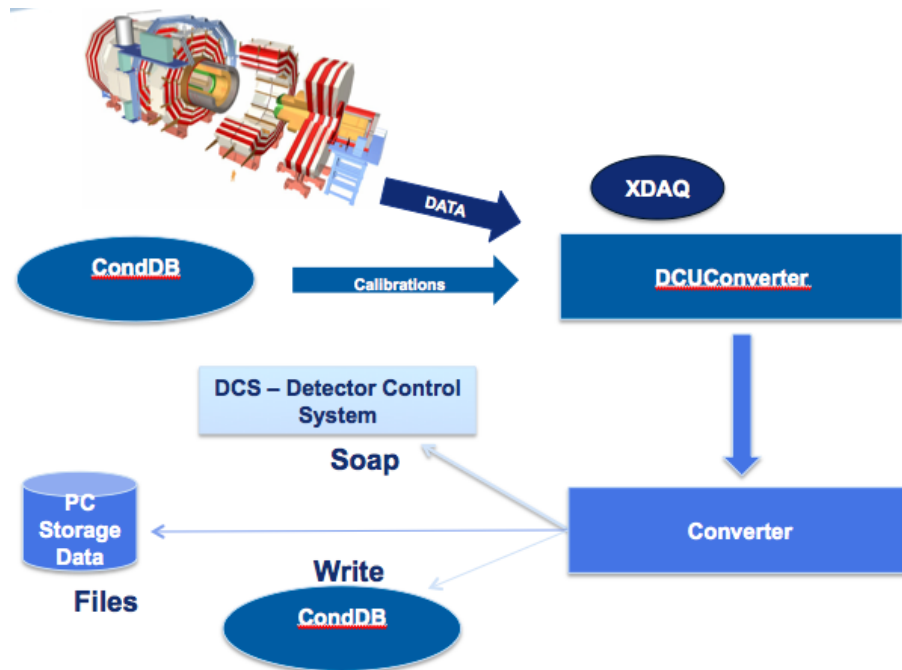 XDAQ
DATA
CondDB
Calibrations
DCUConverter
DCS – Detector Control
System
Soap
PC
Storage
Data
Converter
Write
Files
CondDB